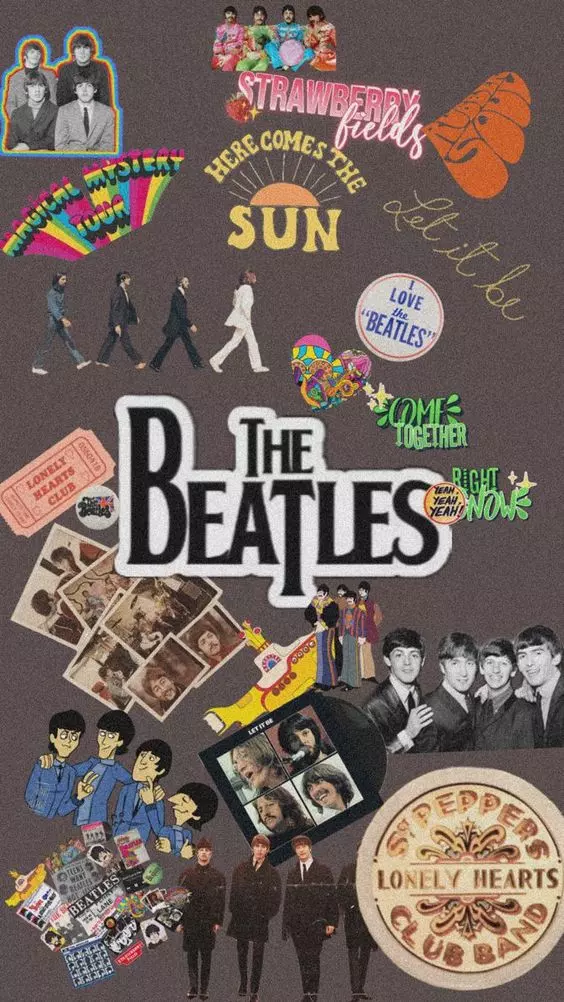 STRAWBERRY
fields
HERE COMES THE
SUN
MAGICAL MYSTERY
TOUR
Let it be
I
LOVE
the
"BEATLES"
COME
TOGETHER
THE
BEATLES
LONELY
HEARTS
CLUB
RIGHT
NOW
YEAH,
YEAH,
YEAH!
LET IT BE
SGT. PEPPERS
LONELY HEARTS
CLUB BAND
BEATLES